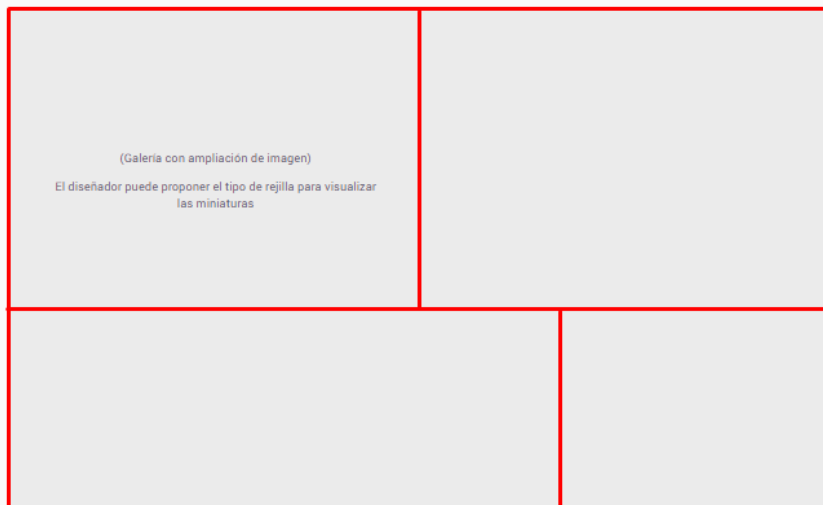 (Galería con ampliación de imagen)
El diseñador puede proponer el tipo de rejilla para visualizar
las miniaturas